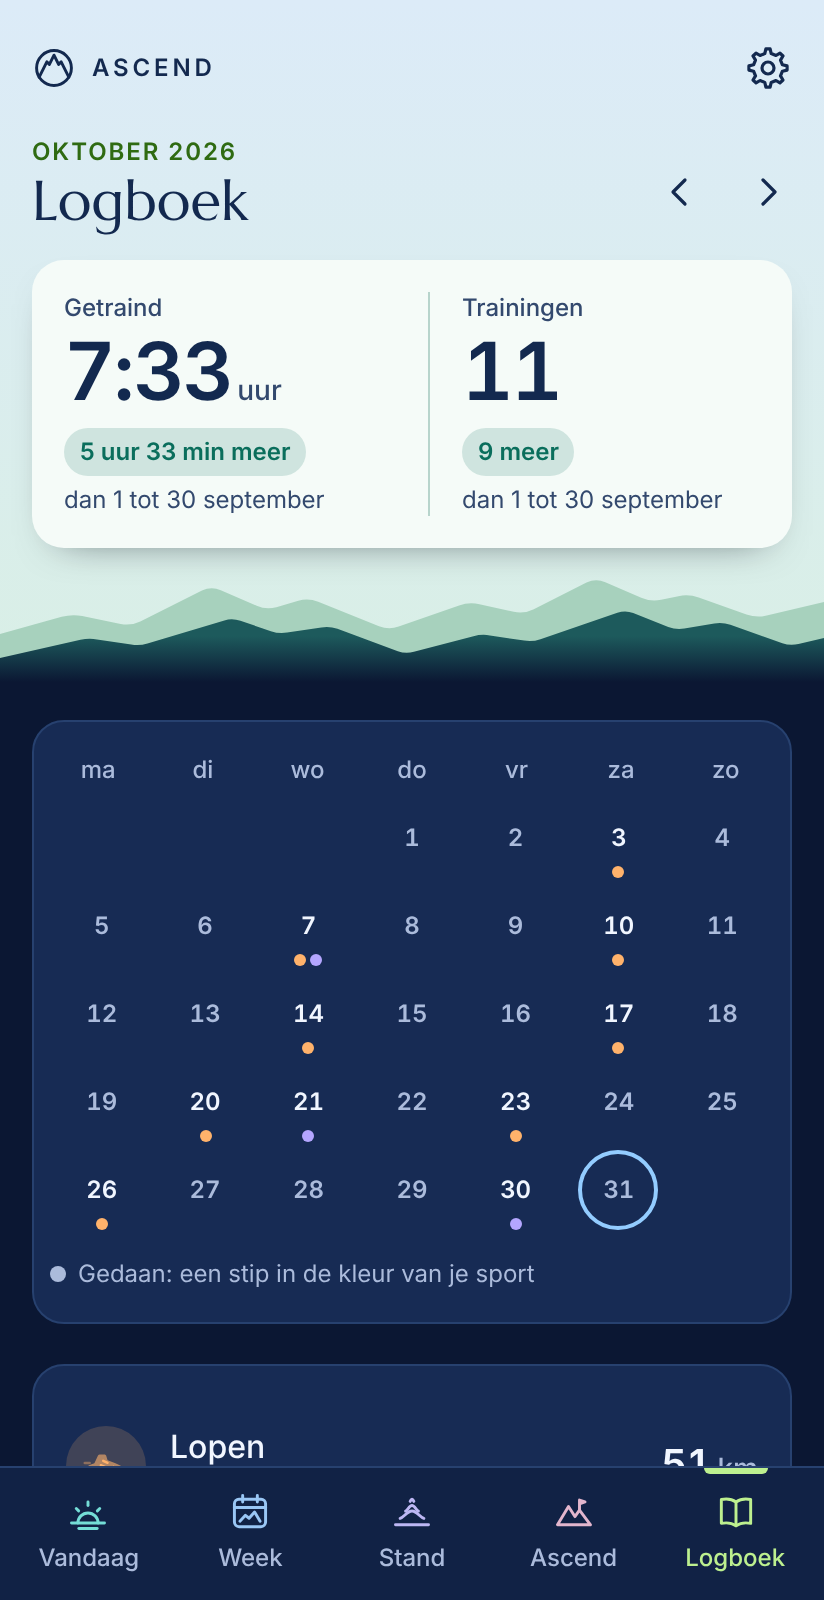 ASCEND
OKTOBER 2026
Logboek
Getraind
7:33 uur
5 uur 33 min meer
dan 1 tot 30 september
Trainingen
11
9 meer
dan 1 tot 30 september
ma di wo do vr za zo
1 2 3 4
5 6 7 8 9 10 11
12 13 14 15 16 17 18
19 20 21 22 23 24 25
26 27 28 29 30 31
Gedaan: een stip in de kleur van je sport
Lopen
51 km
Vandaag Week Stand Ascend Logboek